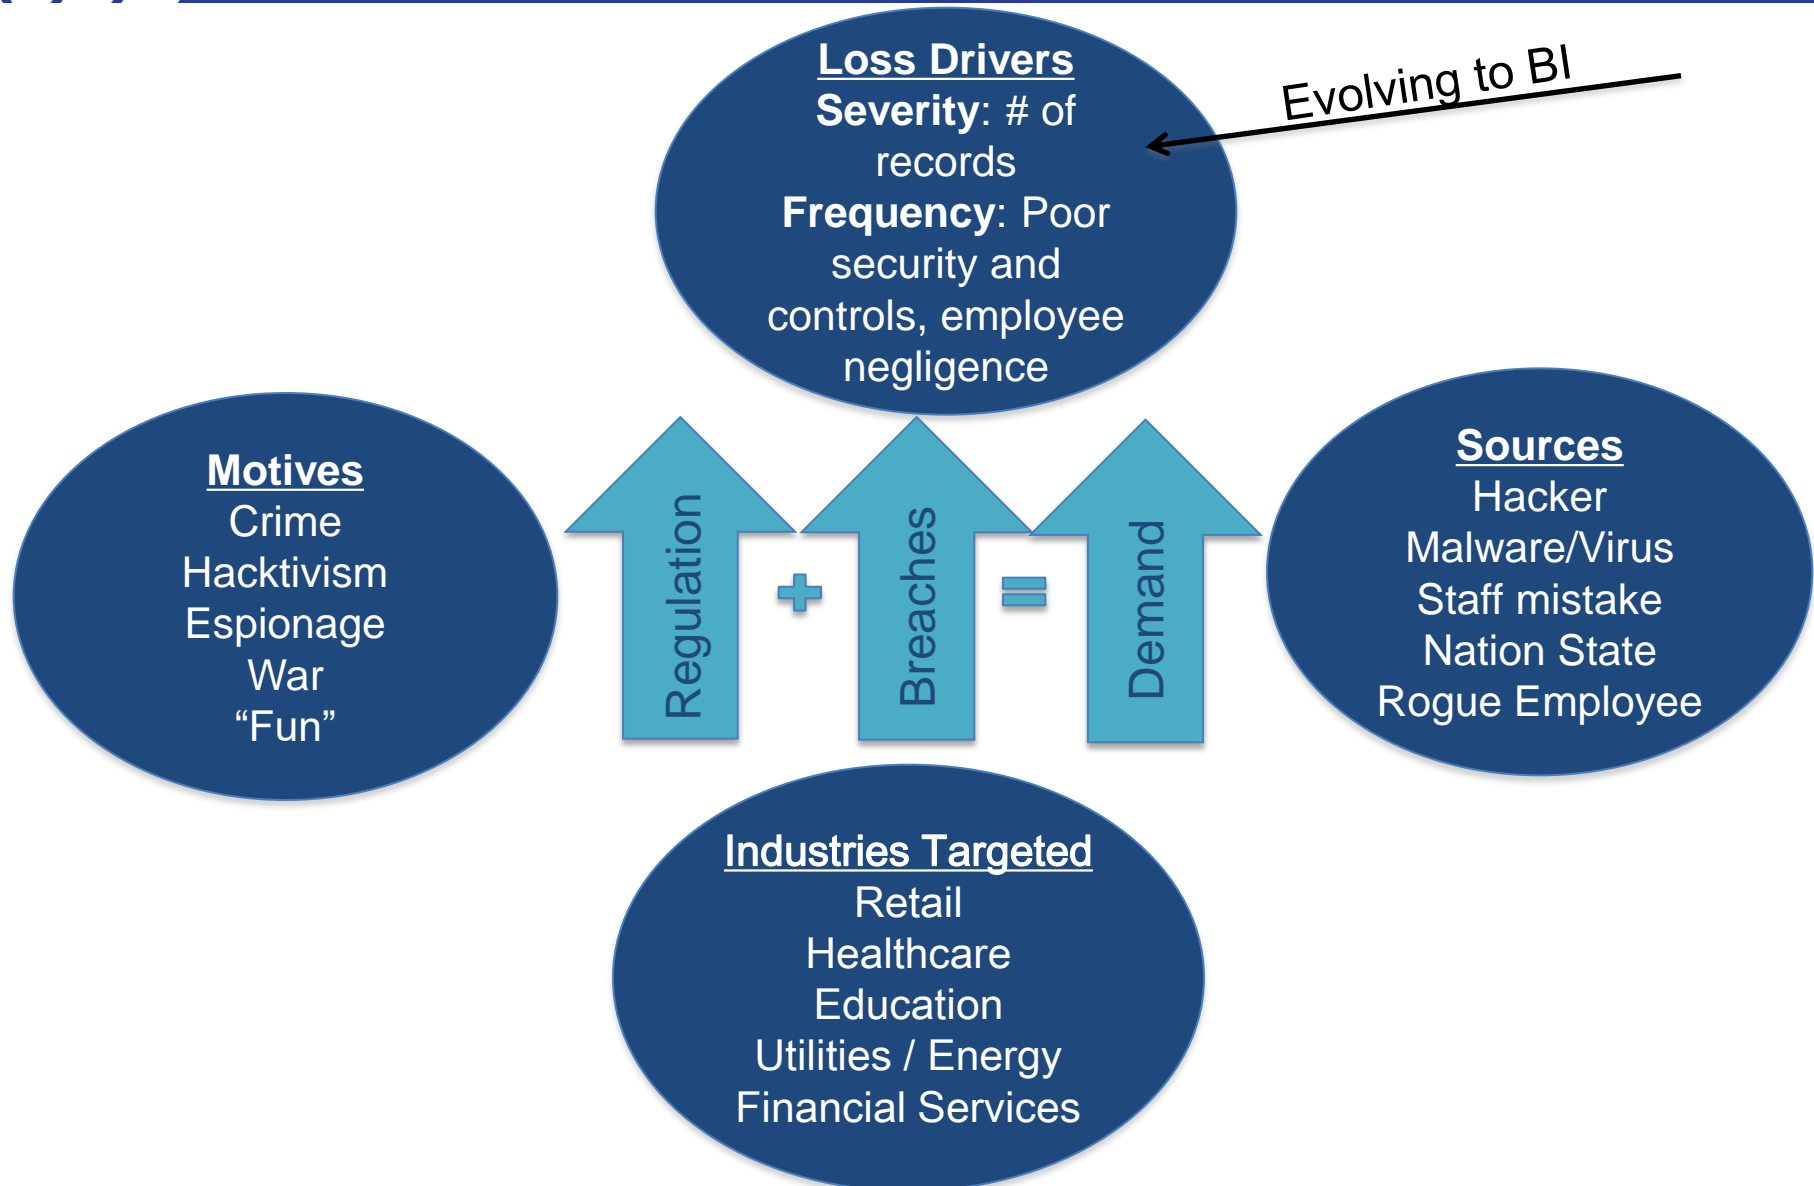 Loss Drivers
Severity: # of
records
Frequency: Poor
security and
controls, employee
negligence
Evolving to BI
Motives
Crime
Hacktivism
Espionage
War
“Fun”
Regulation
+
Breaches
=
Demand
Sources
Hacker
Malware/Virus
Staff mistake
Nation State
Rogue Employee
Industries Targeted
Retail
Healthcare
Education
Utilities / Energy
Financial Services